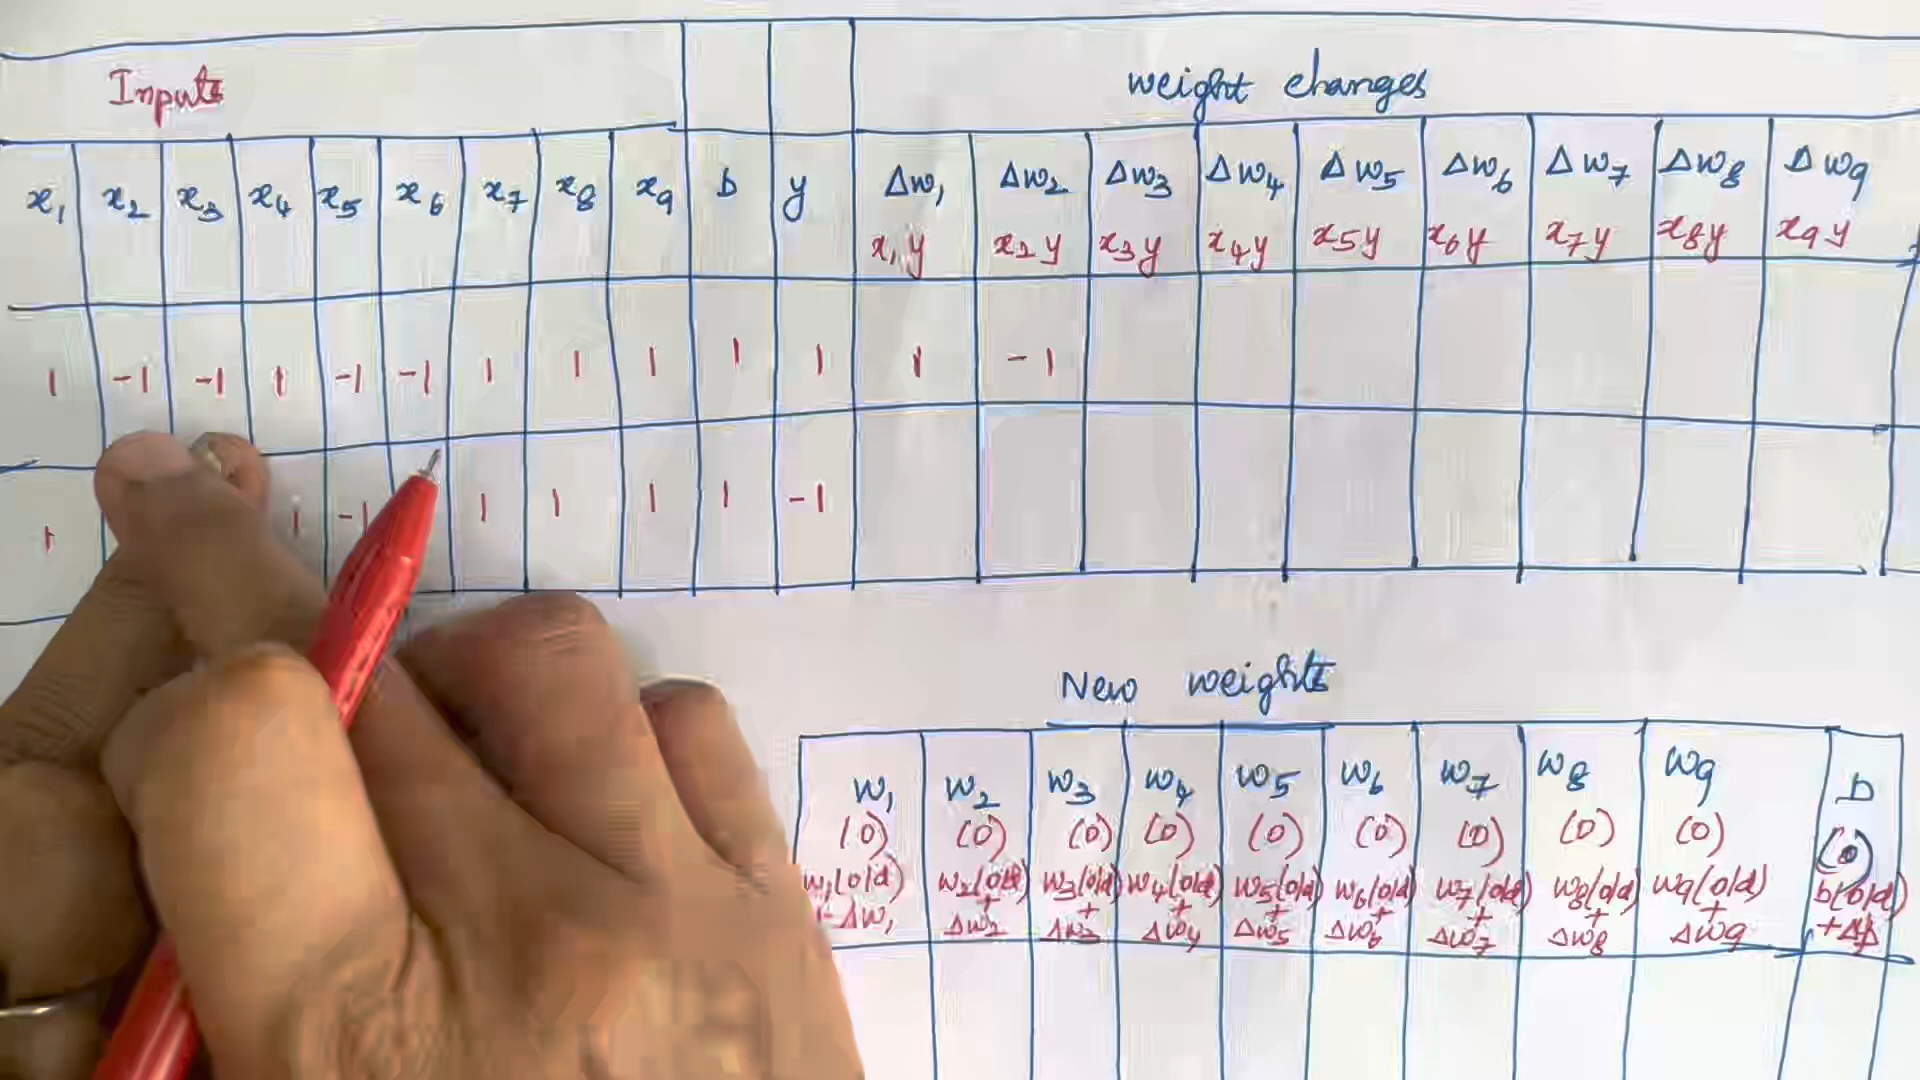 Inputs
weight changes
x1 x2 x3 x4 x5 x6 x7 x8 x9 b y Δw1 Δw2 Δw3 Δw4 Δw5 Δw6 Δw7 Δw8 Δw9
x1y x2y x3y x4y x5y x6y x7y x8y x9y
1 -1 -1 1 -1 -1 1 1 1 1 1 1 -1
1 1 -1 1 1 1 1 -1
New weights
w1 w2 w3 w4 w5 w6 w7 w8 w9 b
(0) (0) (0) (0) (0) (0) (0) (0) (0) (0)
w1(old) w2(old) w3(old) w4(old) w5(old) w6(old) w7(old) w8(old) w9(old) b(old)
+Δw1 + Δw2 + Δw3 + Δw4 + Δw5 + Δw6 + Δw7 + Δw8 + Δw9 +Δb